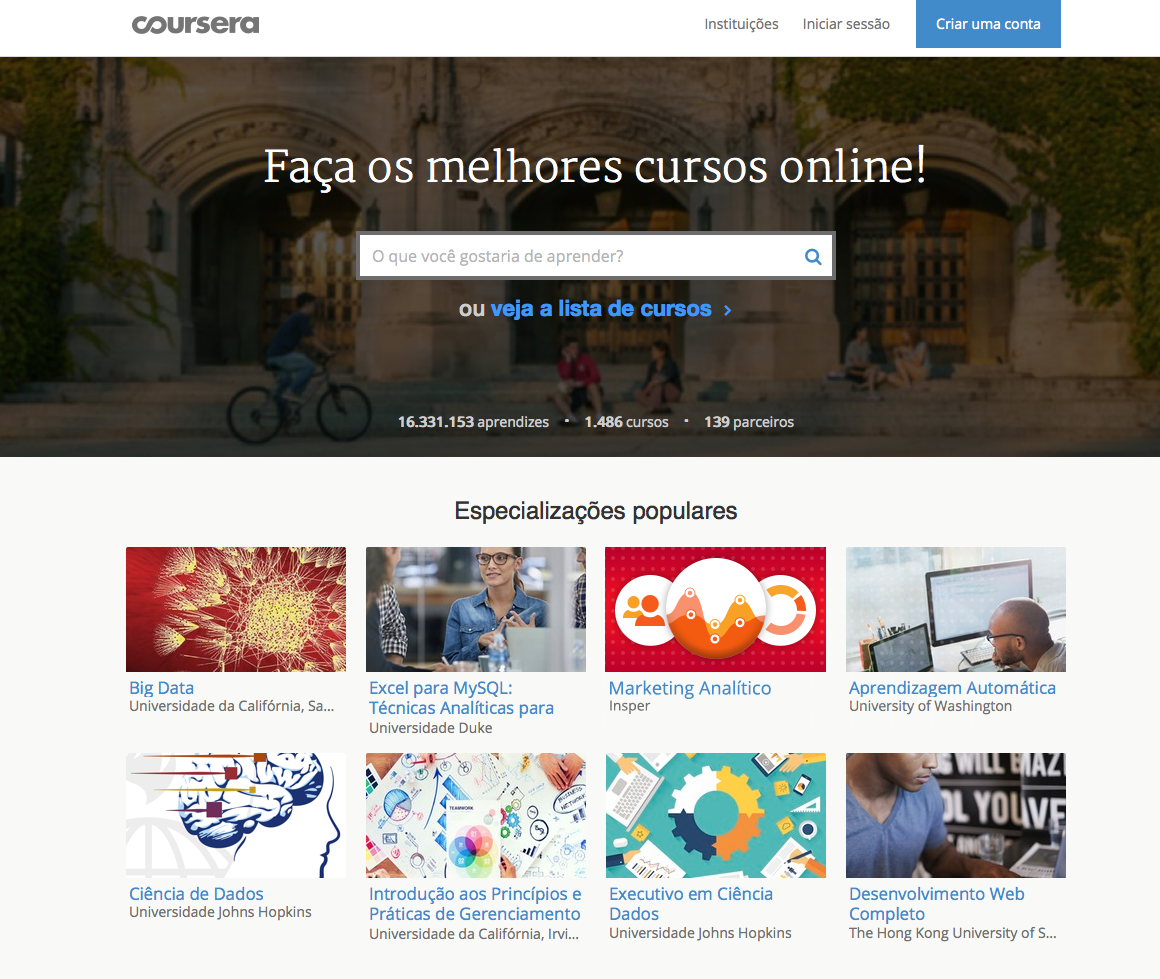 coursera
Instituições
Iniciar sessão
Criar uma conta
Faça os melhores cursos online!
O que você gostaria de aprender?
ou veja a lista de cursos ›
16.331.153 aprendizes · 1.486 cursos · 139 parceiros
Especializações populares
Big Data
Universidade da Califórnia, Sa...
Excel para MySQL:
Técnicas Analíticas para
Universidade Duke
Marketing Analítico
Insper
Aprendizagem Automática
University of Washington
TEAMWORK
BUSINESS
NETWORK
Ciência de Dados
Universidade Johns Hopkins
Introdução aos Princípios e
Práticas de Gerenciamento
Universidade da Califórnia, Irvi...
Executivo em Ciência
Dados
Universidade Johns Hopkins
Desenvolvimento Web
Completo
The Hong Kong University of S...